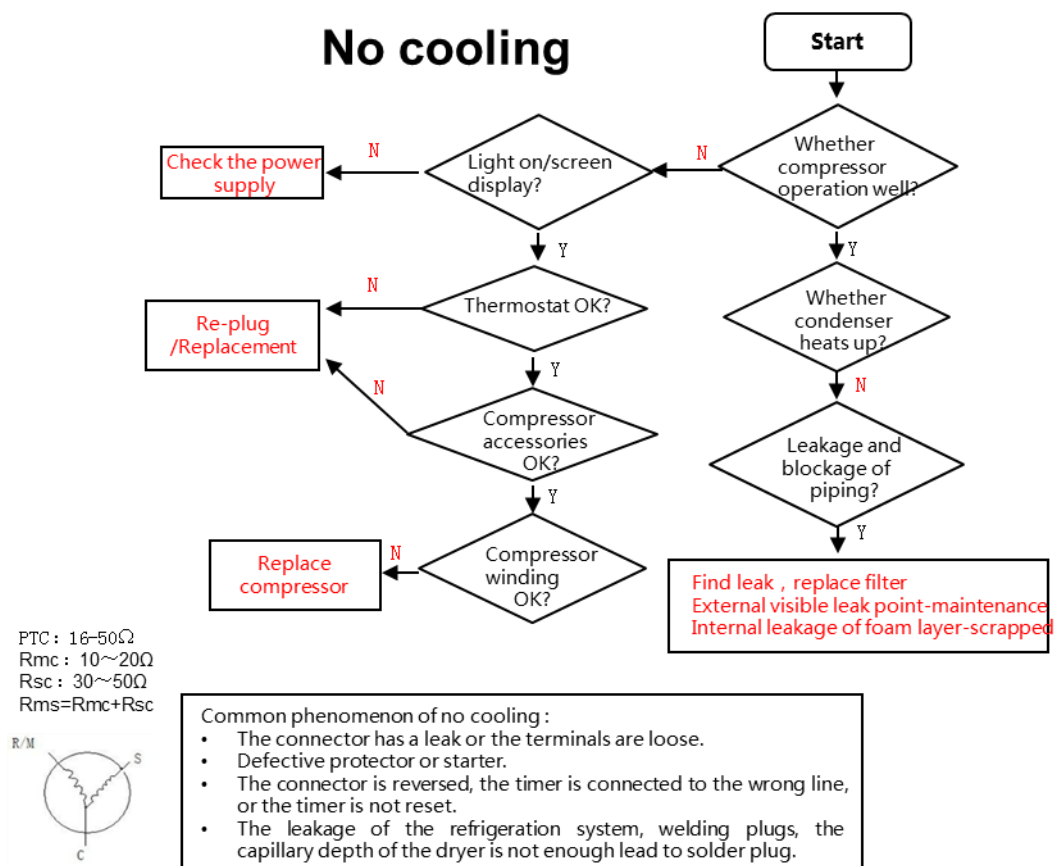 No cooling
Start
Whether
compressor
operation well?
N
Light on/screen
display?
N
Check the power
supply
Y
Y
Thermostat OK?
N
Re-plug
/Replacement
Whether
condenser
heats up?
Y
N
N
Compressor
accessories
OK?
Leakage and
blockage of
piping?
Y
Y
Compressor
winding
OK?
N
Replace
compressor
Find leak , replace filter
External visible leak point-maintenance
Internal leakage of foam layer-scrapped
PTC: 16-50Ω
Rmc: 10~20Ω
Rsc: 30~50Ω
Rms=Rmc+Rsc
R/M
S
C
Common phenomenon of no cooling :
• The connector has a leak or the terminals are loose.
• Defective protector or starter.
• The connector is reversed, the timer is connected to the wrong line,
or the timer is not reset.
• The leakage of the refrigeration system, welding plugs, the
capillary depth of the dryer is not enough lead to solder plug.